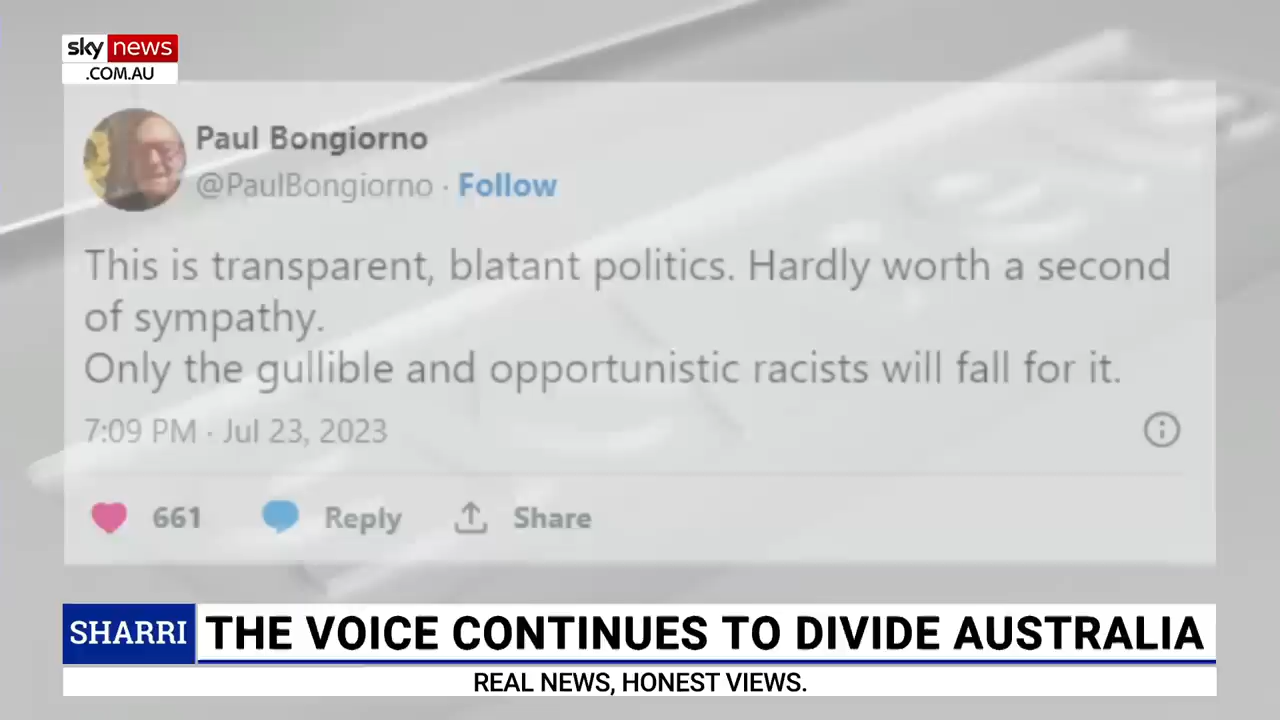 sky news
.COM.AU
Paul Bongiorno
@PaulBongiorno · Follow
This is transparent, blatant politics. Hardly worth a second
of sympathy.
Only the gullible and opportunistic racists will fall for it.
7:09 PM · Jul 23, 2023
661 Reply Share
SHARRI THE VOICE CONTINUES TO DIVIDE AUSTRALIA
REAL NEWS, HONEST VIEWS.